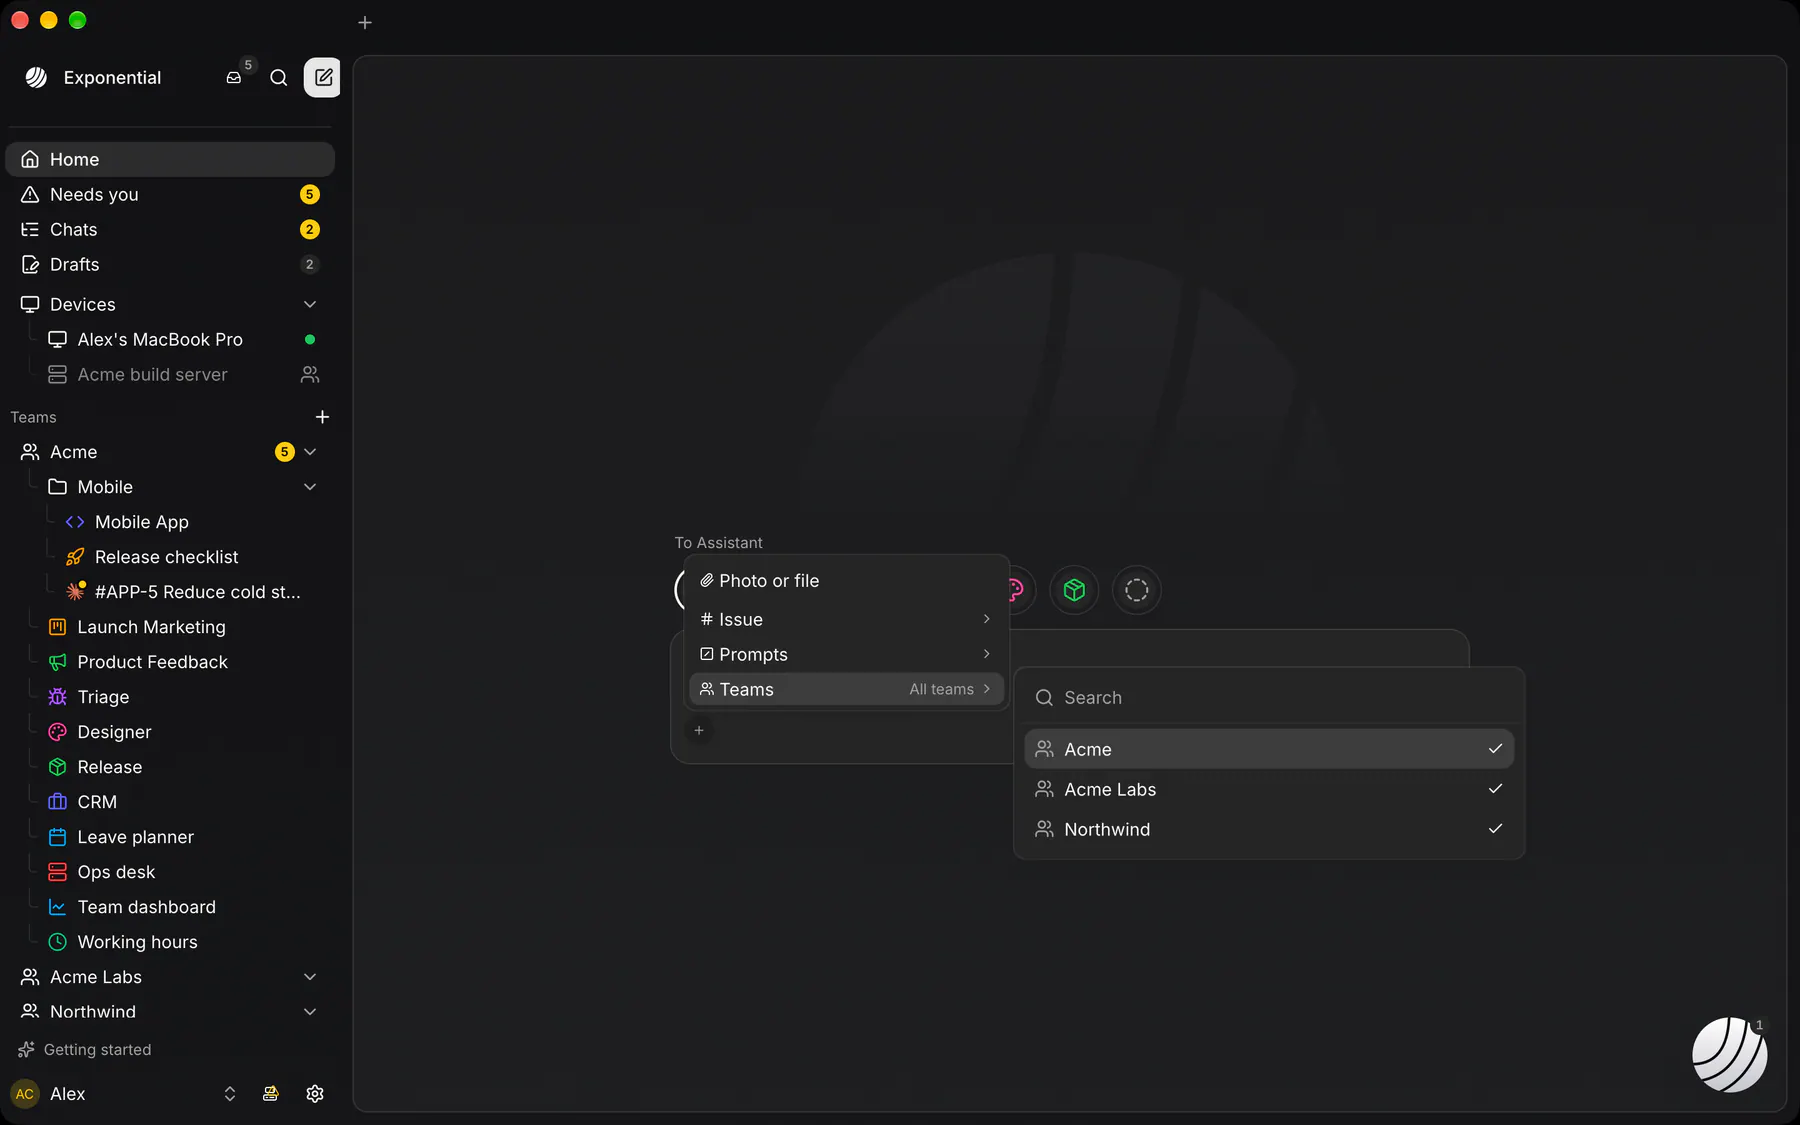 Exponential
5
Home
Needs you
5
Chats
2
Drafts
2
Devices
Alex's MacBook Pro
Acme build server
Teams
Acme
5
Mobile
Mobile App
Release checklist
#APP-5 Reduce cold st...
Launch Marketing
Product Feedback
Triage
Designer
Release
CRM
Leave planner
Ops desk
Team dashboard
Working hours
Acme Labs
Northwind
Getting started
AC
Alex
To Assistant
Photo or file
Issue
Prompts
Teams
All teams
Search
Acme
Acme Labs
Northwind
1